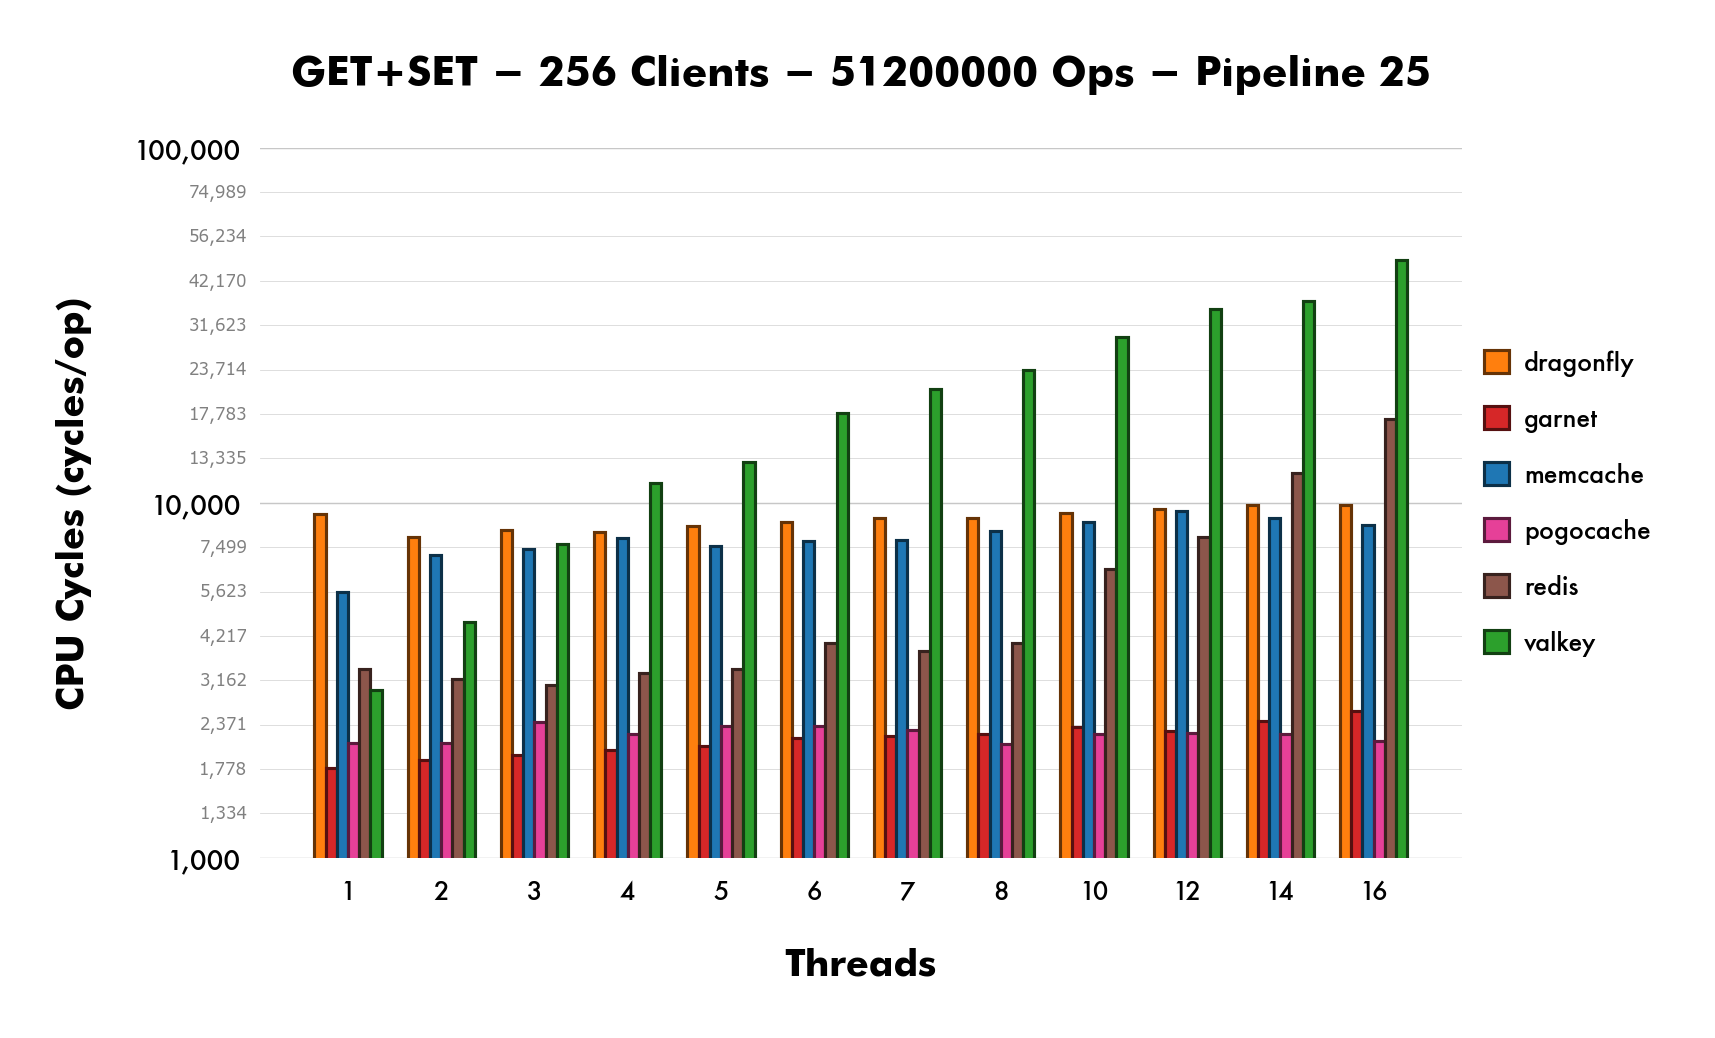 GET+SET – 256 Clients – 51200000 Ops – Pipeline 25
CPU Cycles (cycles/op)
100,000
74,989
56,234
42,170
31,623
23,714
17,783
13,335
10,000
7,499
5,623
4,217
3,162
2,371
1,778
1,334
1,000
1 2 3 4 5 6 7 8 10 12 14 16
Threads
dragonfly
garnet
memcache
pogocache
redis
valkey